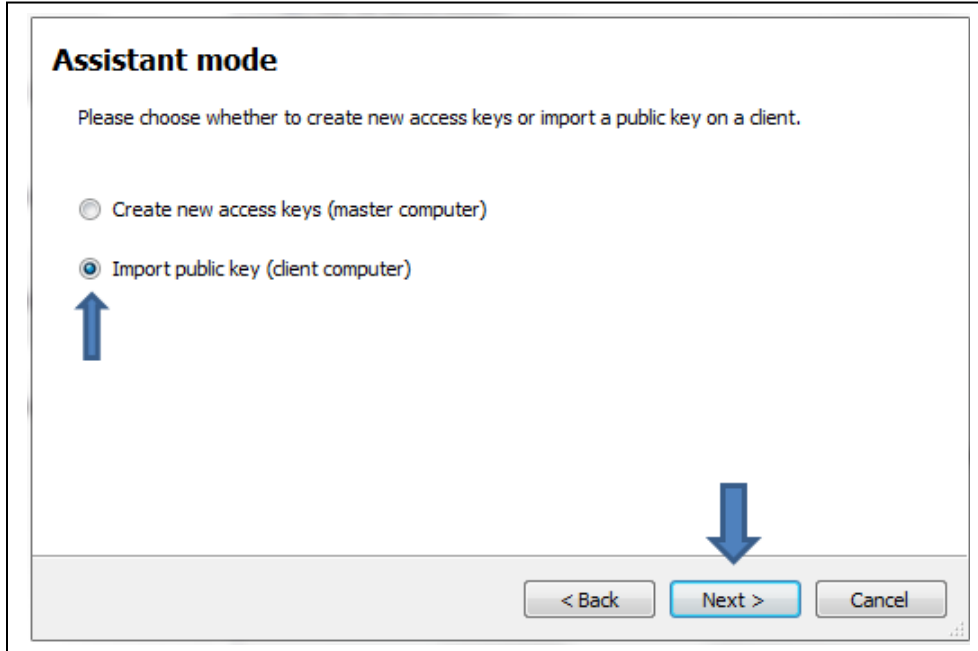 Assistant mode
Please choose whether to create new access keys or import a public key on a client.
Create new access keys (master computer)
Import public key (client computer)
< Back Next > Cancel